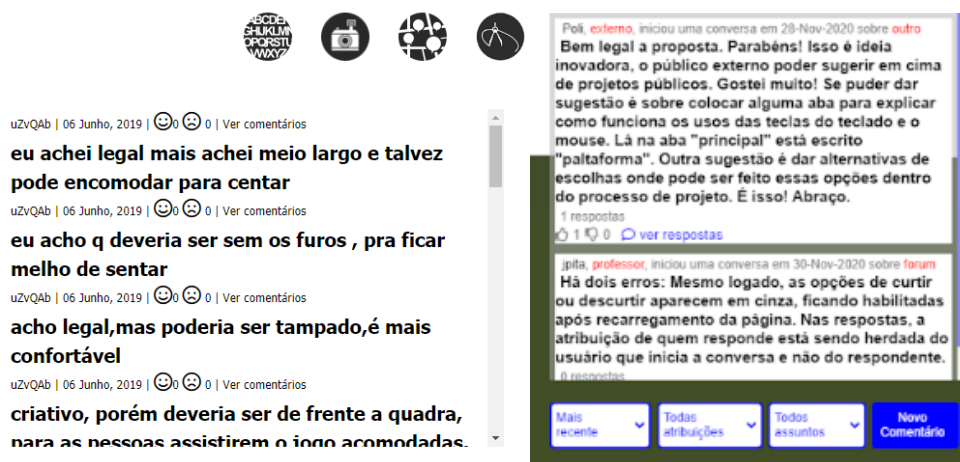 ABCDE
GHIJKLMN
OPQRSTU
VWXYZ
uZvQAb | 06 Junho, 2019 | 0 0 | Ver comentários
eu achei legal mais achei meio largo e talvez
pode encomodar para centar
uZvQAb | 06 Junho, 2019 | 0 0 | Ver comentários
eu acho q deveria ser sem os furos , pra ficar
melho de sentar
uZvQAb | 06 Junho, 2019 | 0 0 | Ver comentários
acho legal,mas poderia ser tampado,é mais
confortável
uZvQAb | 06 Junho, 2019 | 0 0 | Ver comentários
criativo, porém deveria ser de frente a quadra,
para as pessoas assistirem o jogo acomodadas.
Poli, externo, iniciou uma conversa em 28-Nov-2020 sobre outro
Bem legal a proposta. Parabéns! Isso é ideia
inovadora, o público externo poder sugerir em cima
de projetos públicos. Gostei muito! Se puder dar
sugestão é sobre colocar alguma aba para explicar
como funciona os usos das teclas do teclado e o
mouse. Lá na aba "principal" está escrito
"paltaforma". Outra sugestão é dar alternativas de
escolhas onde pode ser feito essas opções dentro
do processo de projeto. É isso! Abraço.
1 respostas
1 0 ver respostas
jpita, professor, iniciou uma conversa em 30-Nov-2020 sobre forum
Há dois erros: Mesmo logado, as opções de curtir
ou descurtir aparecem em cinza, ficando habilitadas
após recarregamento da página. Nas respostas, a
atribuição de quem responde está sendo herdada do
usuário que inicia a conversa e não do respondente.
0 respostas
Mais recente
Todas atribuições
Todos assuntos
Novo Comentário